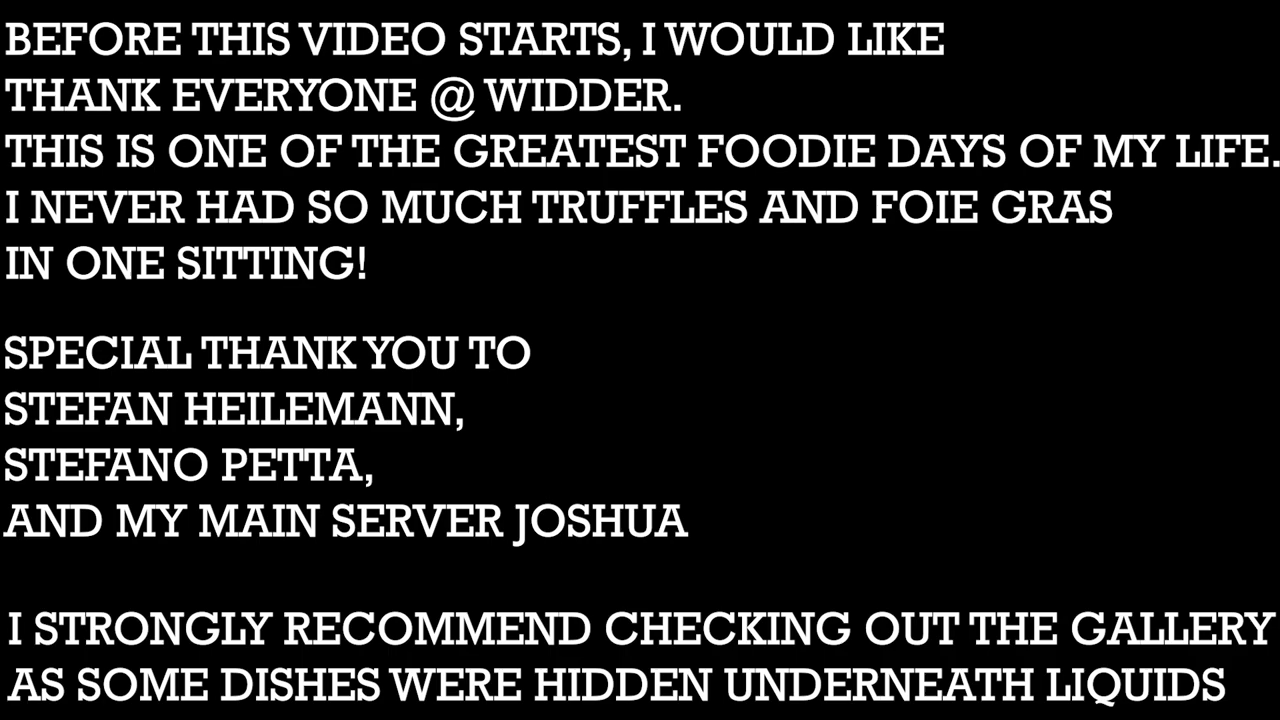 BEFORE THIS VIDEO STARTS, I WOULD LIKE
THANK EVERYONE @ WIDDER.
THIS IS ONE OF THE GREATEST FOODIE DAYS OF MY LIFE.
I NEVER HAD SO MUCH TRUFFLES AND FOIE GRAS
IN ONE SITTING!
SPECIAL THANK YOU TO
STEFAN HEILEMANN,
STEFANO PETTA,
AND MY MAIN SERVER JOSHUA
I STRONGLY RECOMMEND CHECKING OUT THE GALLERY
AS SOME DISHES WERE HIDDEN UNDERNEATH LIQUIDS